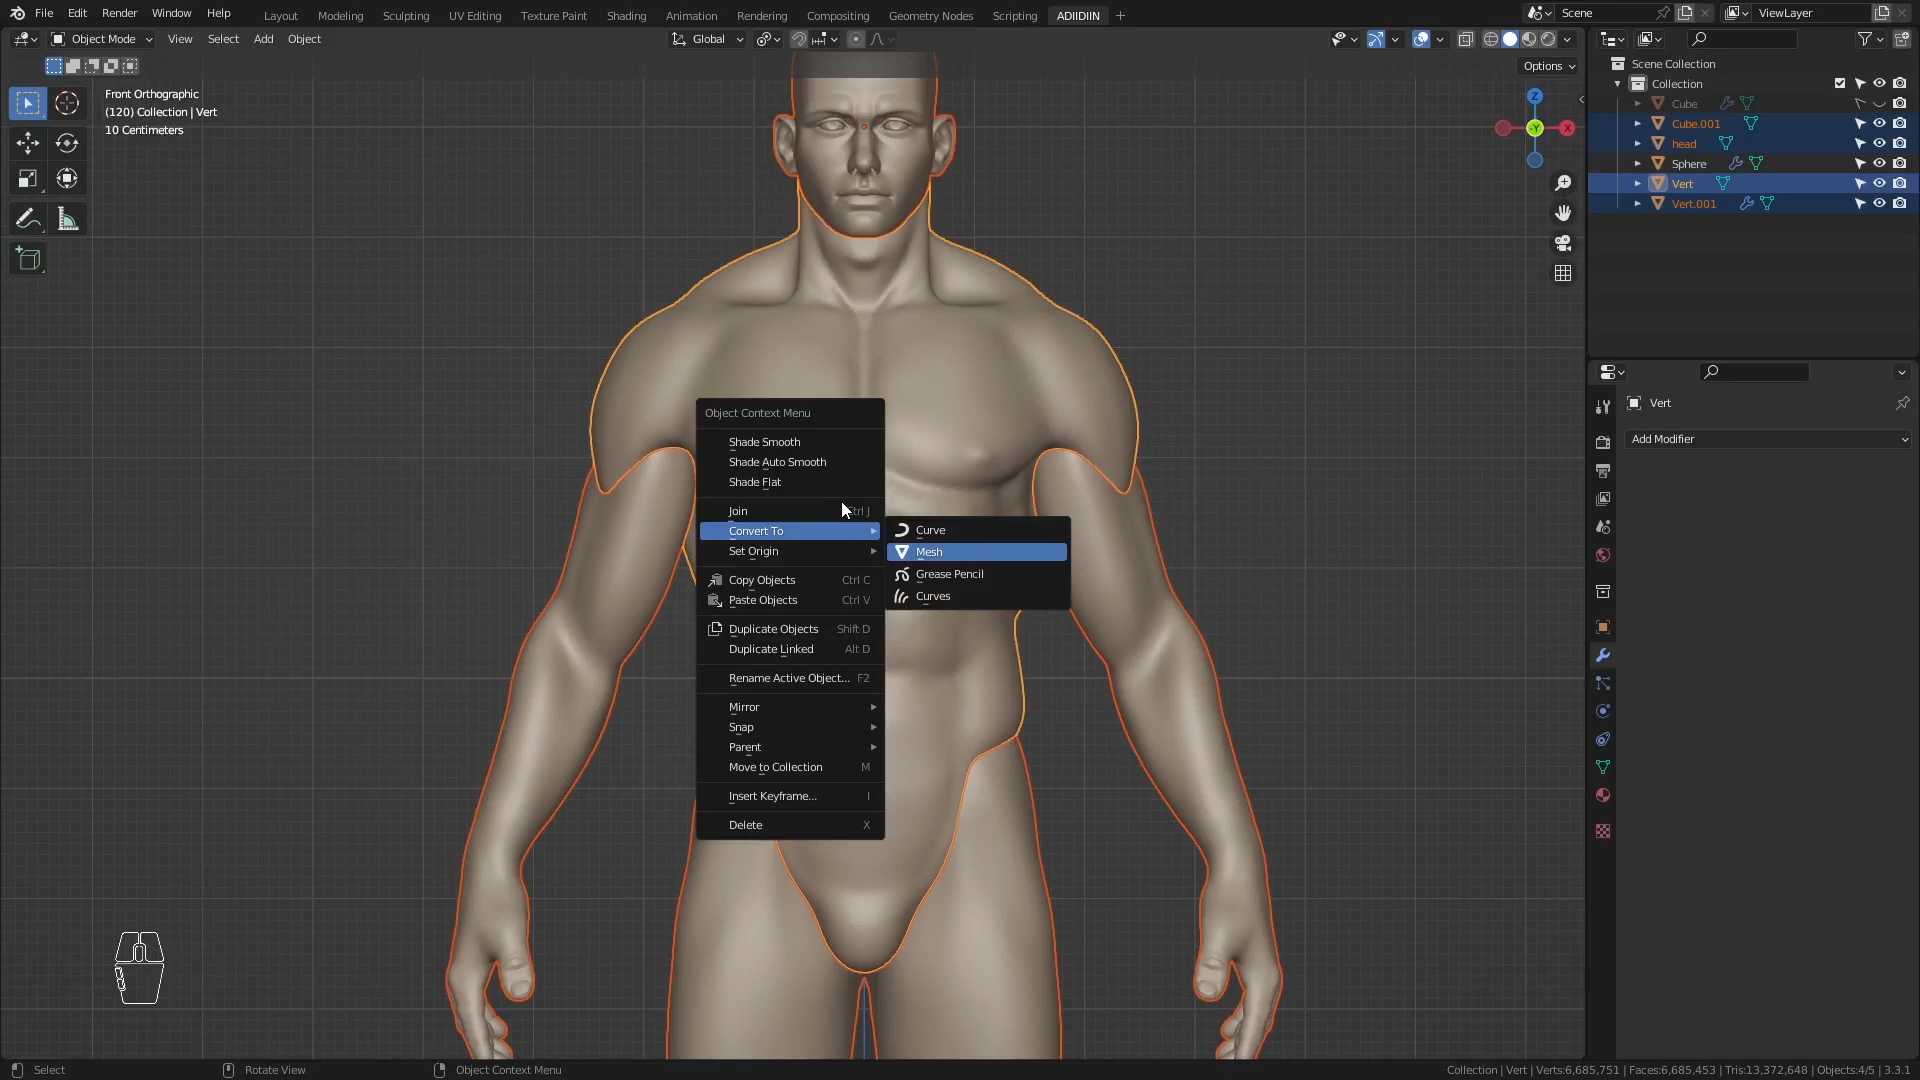 File Edit Render Window Help Layout Modeling Sculpting UV Editing Texture Paint Shading Animation Rendering Compositing Geometry Nodes Scripting ADIIDIIN Scene ViewLayer
Object Mode View Select Add Object Global
Options
Front Orthographic
(120) Collection | Vert
10 Centimeters
Z
-Y
X
Scene Collection
Collection
Cube
Cube.001
head
Sphere
Vert
Vert.001
Vert
Add Modifier
Object Context Menu
Shade Smooth
Shade Auto Smooth
Shade Flat
Join
Convert To
Set Origin
Copy Objects Ctrl C
Paste Objects Ctrl V
Duplicate Objects Shift D
Duplicate Linked Alt D
Rename Active Object... F2
Mirror
Snap
Parent
Move to Collection M
Insert Keyframe... I
Delete X
Curve
Mesh
Grease Pencil
Curves
Select Rotate View Object Context Menu Collection | Vert | Verts:6,685,751 | Faces:6,685,453 | Tris:13,372,648 | Objects:4/5 | 3.3.1